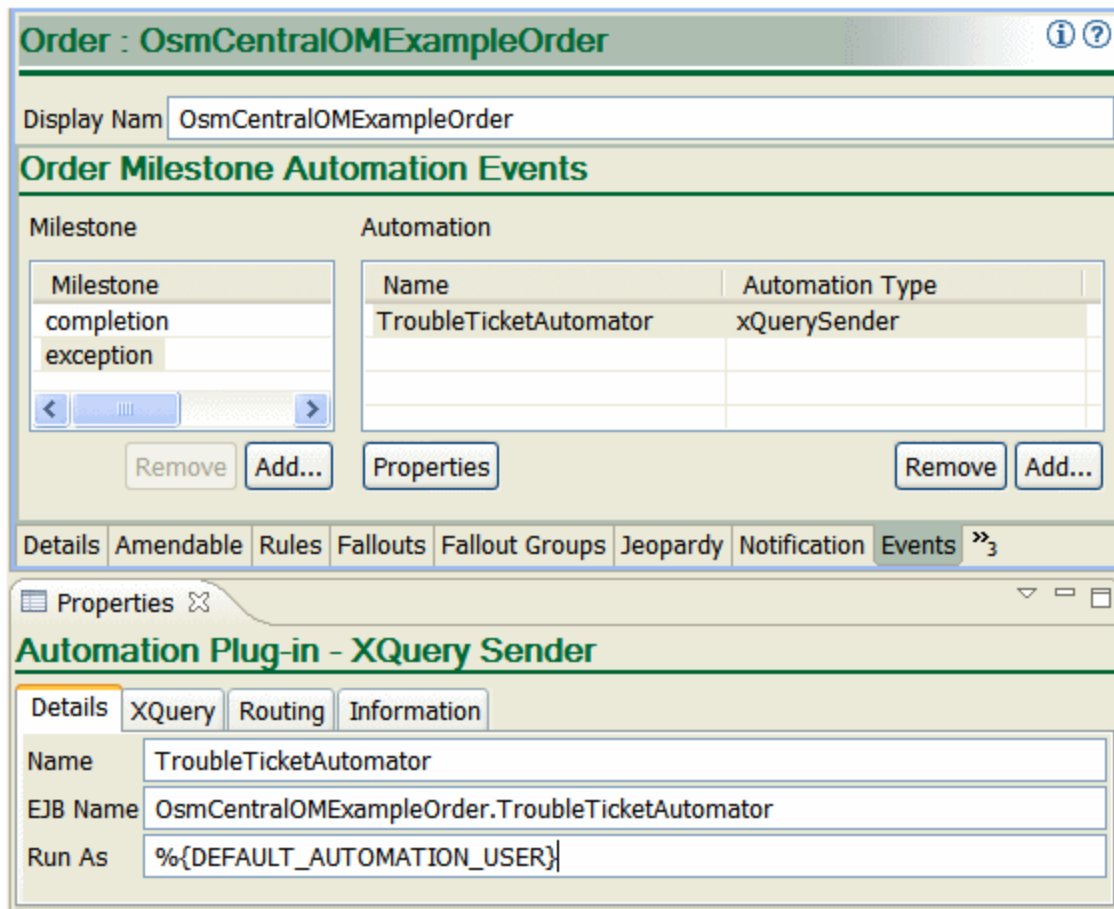 Order : OsmCentralOMExampleOrder
Display Nam OsmCentralOMExampleOrder
Order Milestone Automation Events
Milestone Automation
Milestone Name Automation Type
completion TroubleTicketAutomator xQuerySender
exception
Remove Add... Properties Remove Add...
Details Amendable Rules Fallouts Fallout Groups Jeopardy Notification Events »3
Properties
Automation Plug-in - XQuery Sender
Details XQuery Routing Information
Name TroubleTicketAutomator
EJB Name OsmCentralOMExampleOrder.TroubleTicketAutomator
Run As %{DEFAULT_AUTOMATION_USER}